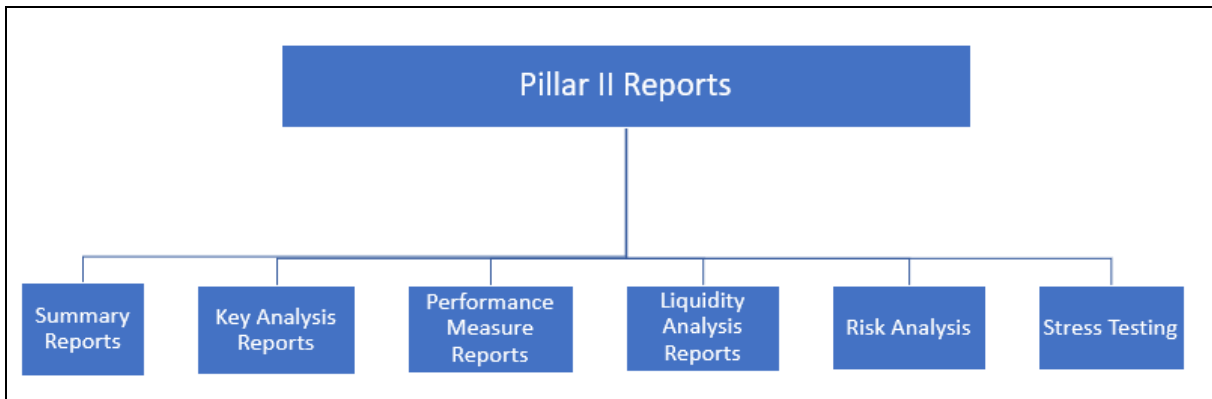 Pillar II Reports
Summary
Reports
Key Analysis
Reports
Performance
Measure
Reports
Liquidity
Analysis
Reports
Risk Analysis
Stress Testing